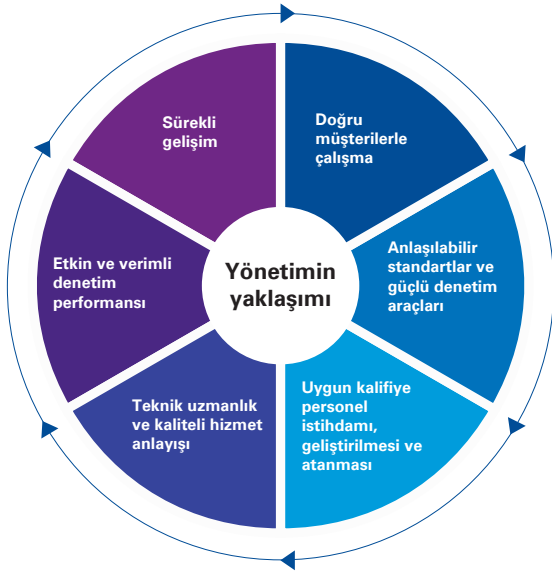 Sürekli
gelişim
Doğru
müşterilerle
çalışma
Etkin ve verimli
denetim
performansı
Yönetimin
yaklaşımı
Anlaşılabilir
standartlar ve
güçlü denetim
araçları
Teknik uzmanlık
ve kaliteli hizmet
anlayışı
Uygun kalifiye
personel
istihdamı,
geliştirilmesi ve
atanması